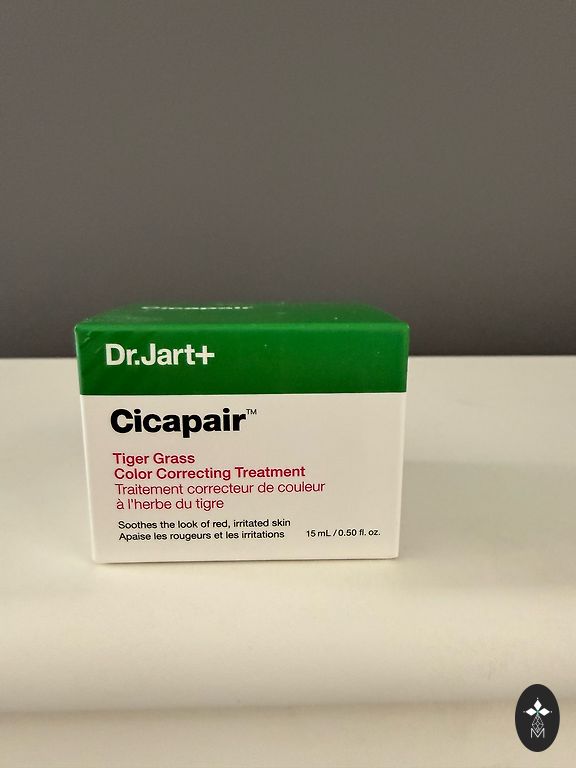 Cicapair
Dr.Jart+
Cicapair™
Tiger Grass
Color Correcting Treatment
Traitement correcteur de couleur
à l'herbe du tigre
Soothes the look of red, irritated skin
Apaise les rougeurs et les irritations 15 mL / 0.50 fl. oz.
M